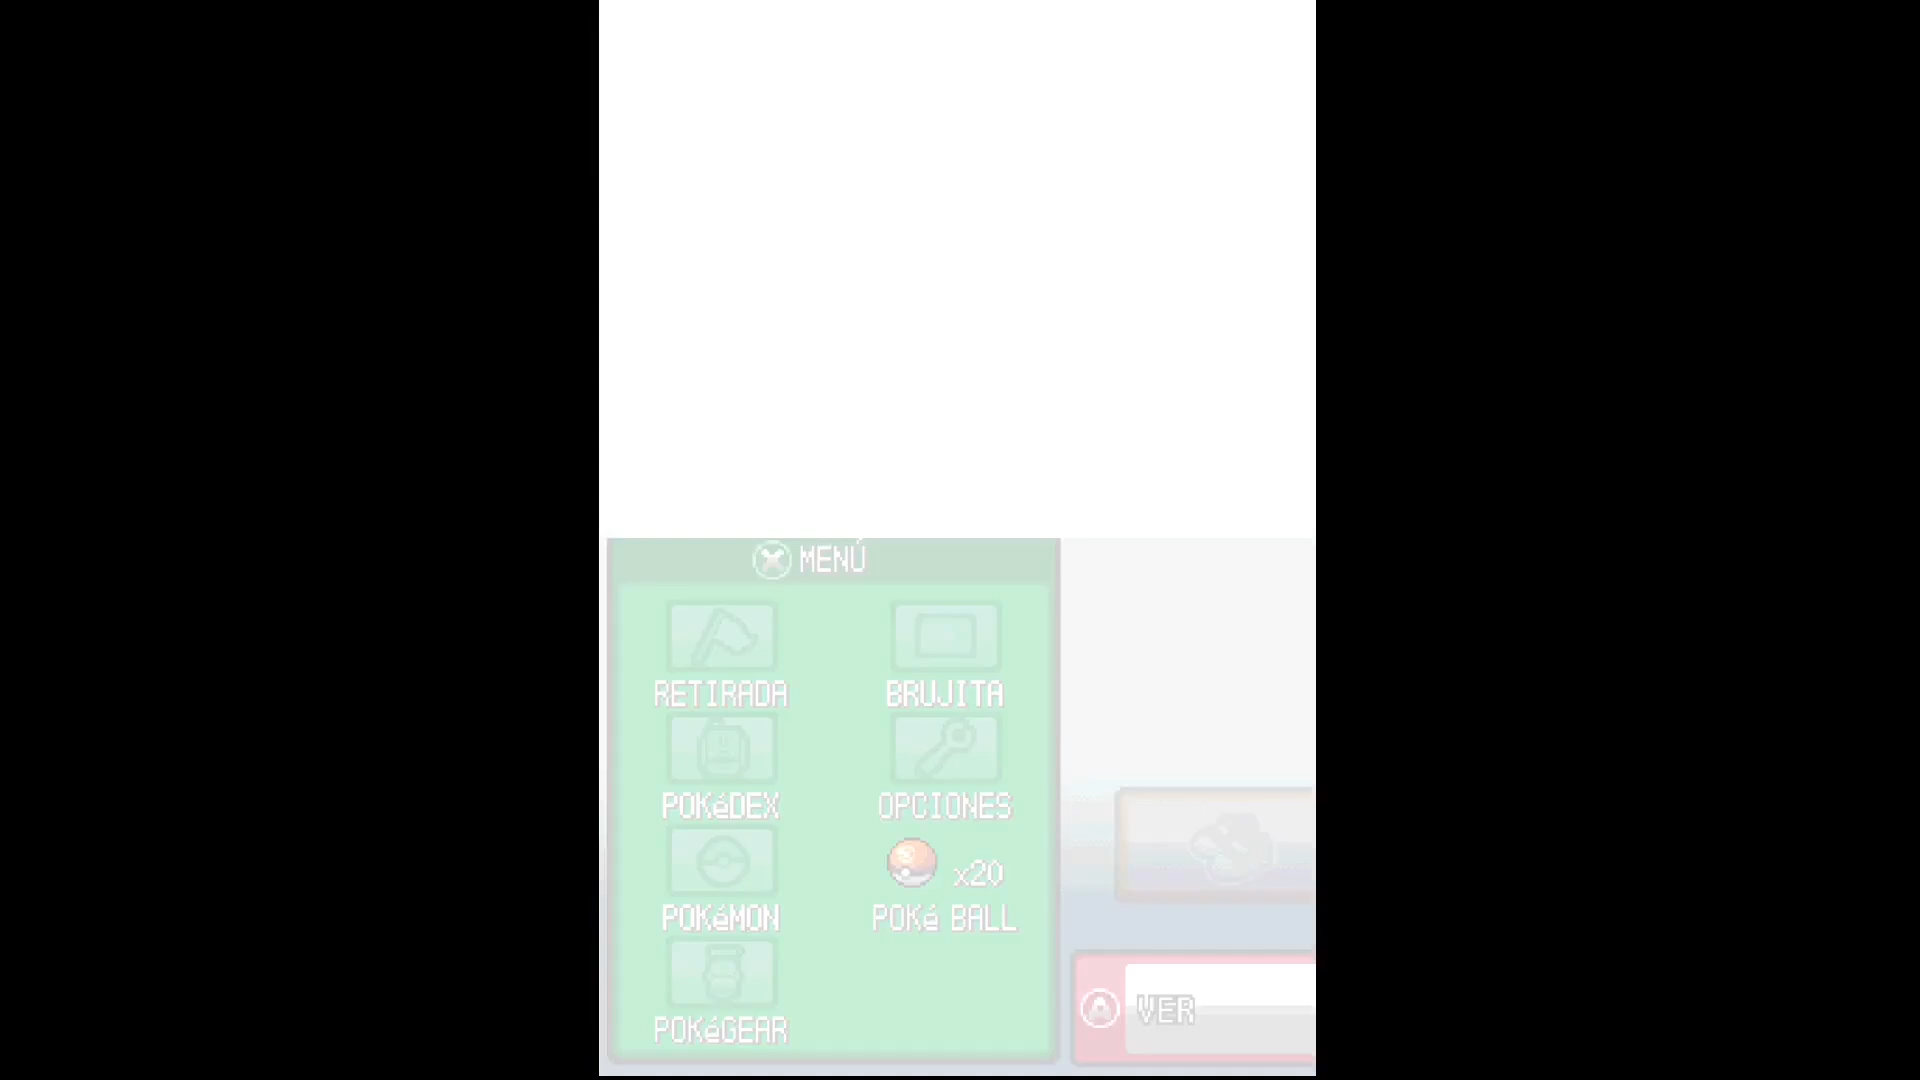 X MENÚ
RETIRADA BRUJITA
POKéDEX OPCIONES
x20
POKéMON POKé BALL
POKéGEAR
A VER